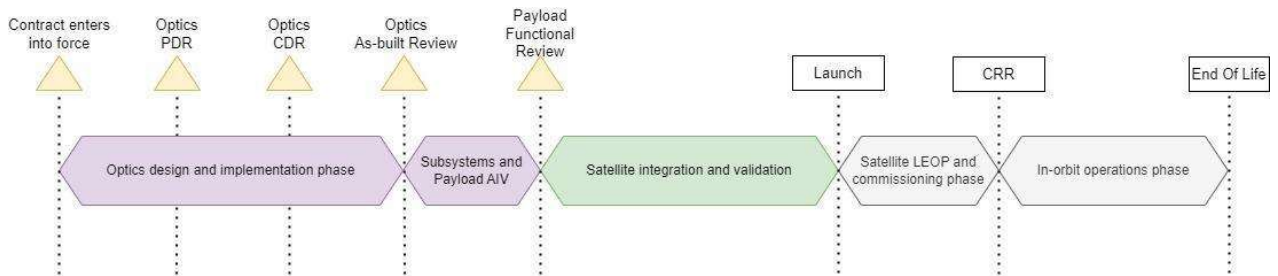 Contract enters
into force
Optics
PDR
Optics
CDR
Optics
As-built Review
Payload
Functional
Review
Launch
CRR
End Of Life
Optics design and implementation phase
Subsystems and
Payload AIV
Satellite integration and validation
Satellite LEOP and
commissioning phase
In-orbit operations phase